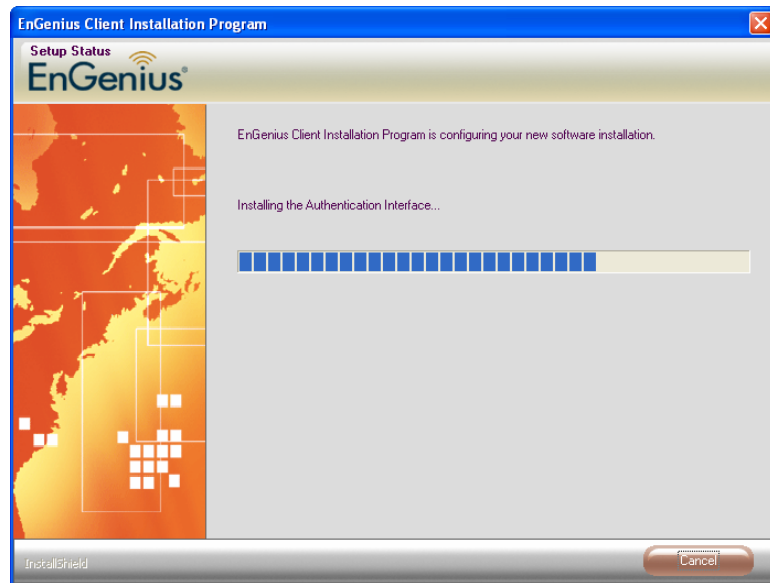 EnGenius Client Installation Program
Setup Status
EnGenius®
EnGenius Client Installation Program is configuring your new software installation.
Installing the Authentication Interface...
InstallShield
Cancel